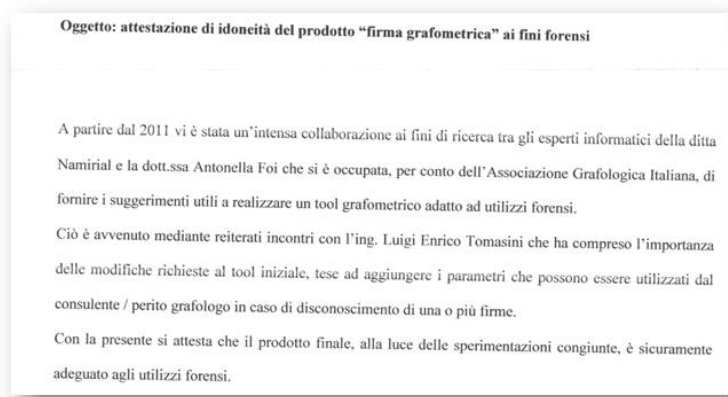 Oggetto: attestazione di idoneità del prodotto “firma grafometrica” ai fini forensi
A partire dal 2011 vi è stata un'intensa collaborazione ai fini di ricerca tra gli esperti informatici della ditta
Namirial e la dott.ssa Antonella Foi che si è occupata, per conto dell'Associazione Grafologica Italiana, di
fornire i suggerimenti utili a realizzare un tool grafometrico adatto ad utilizzi forensi.
Ciò è avvenuto mediante reiterati incontri con l'ing. Luigi Enrico Tomasini che ha compreso l'importanza
delle modifiche richieste al tool iniziale, tese ad aggiungere i parametri che possono essere utilizzati dal
consulente / perito grafologo in caso di disconoscimento di una o più firme.
Con la presente si attesta che il prodotto finale, alla luce delle sperimentazioni congiunte, è sicuramente
adeguato agli utilizzi forensi.